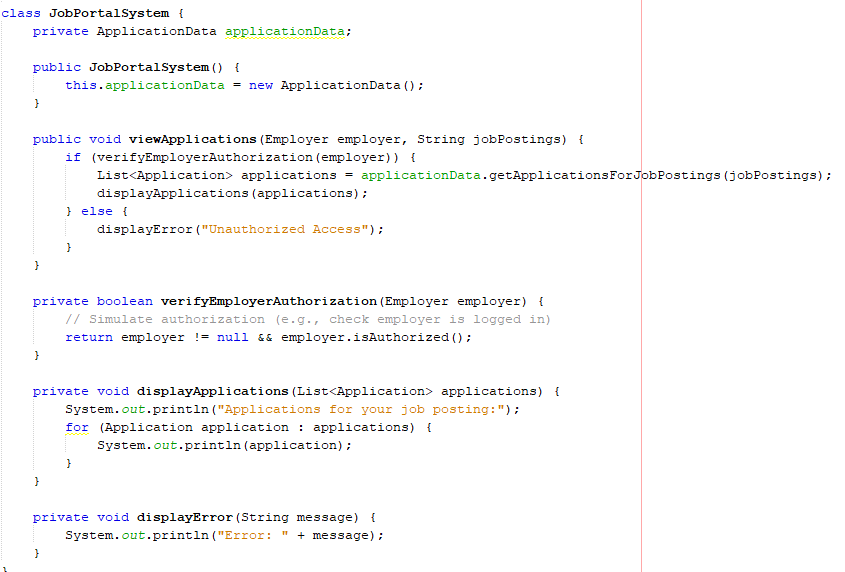 class JobPortalSystem {
    private ApplicationData applicationData;

    public JobPortalSystem() {
        this.applicationData = new ApplicationData();
    }

    public void viewApplications(Employer employer, String jobPostings) {
        if (verifyEmployerAuthorization(employer)) {
            List<Application> applications = applicationData.getApplicationsForJobPostings(jobPostings);
            displayApplications(applications);
        } else {
            displayError("Unauthorized Access");
        }
    }

    private boolean verifyEmployerAuthorization(Employer employer) {
        // Simulate authorization (e.g., check employer is logged in)
        return employer != null && employer.isAuthorized();
    }

    private void displayApplications(List<Application> applications) {
        System.out.println("Applications for your job posting:");
        for (Application application : applications) {
            System.out.println(application);
        }
    }

    private void displayError(String message) {
        System.out.println("Error: " + message);
    }
}